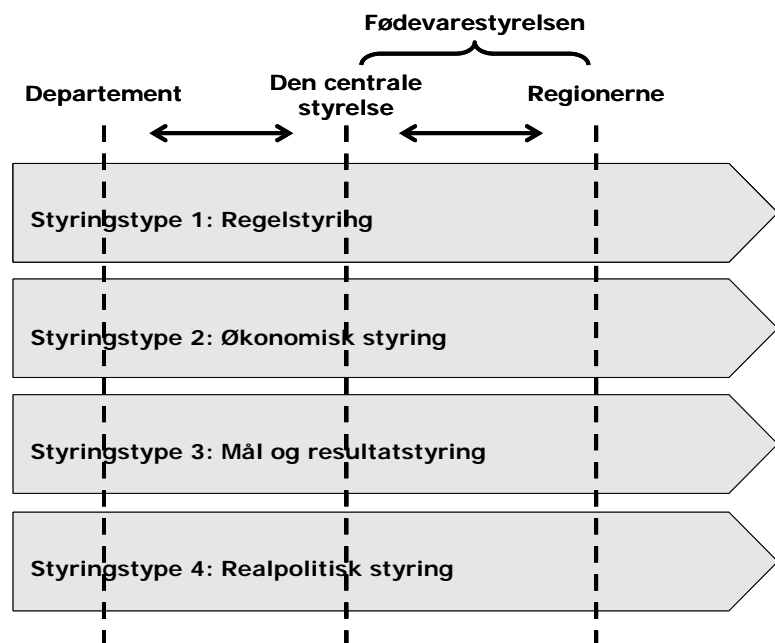 Fødevarestyrelsen
Departement
Den centrale
styrelse
Regionerne
Styringstype 1: Regelstyring
Styringstype 2: Økonomisk styring
Styringstype 3: Mål og resultatstyring
Styringstype 4: Realpolitisk styring